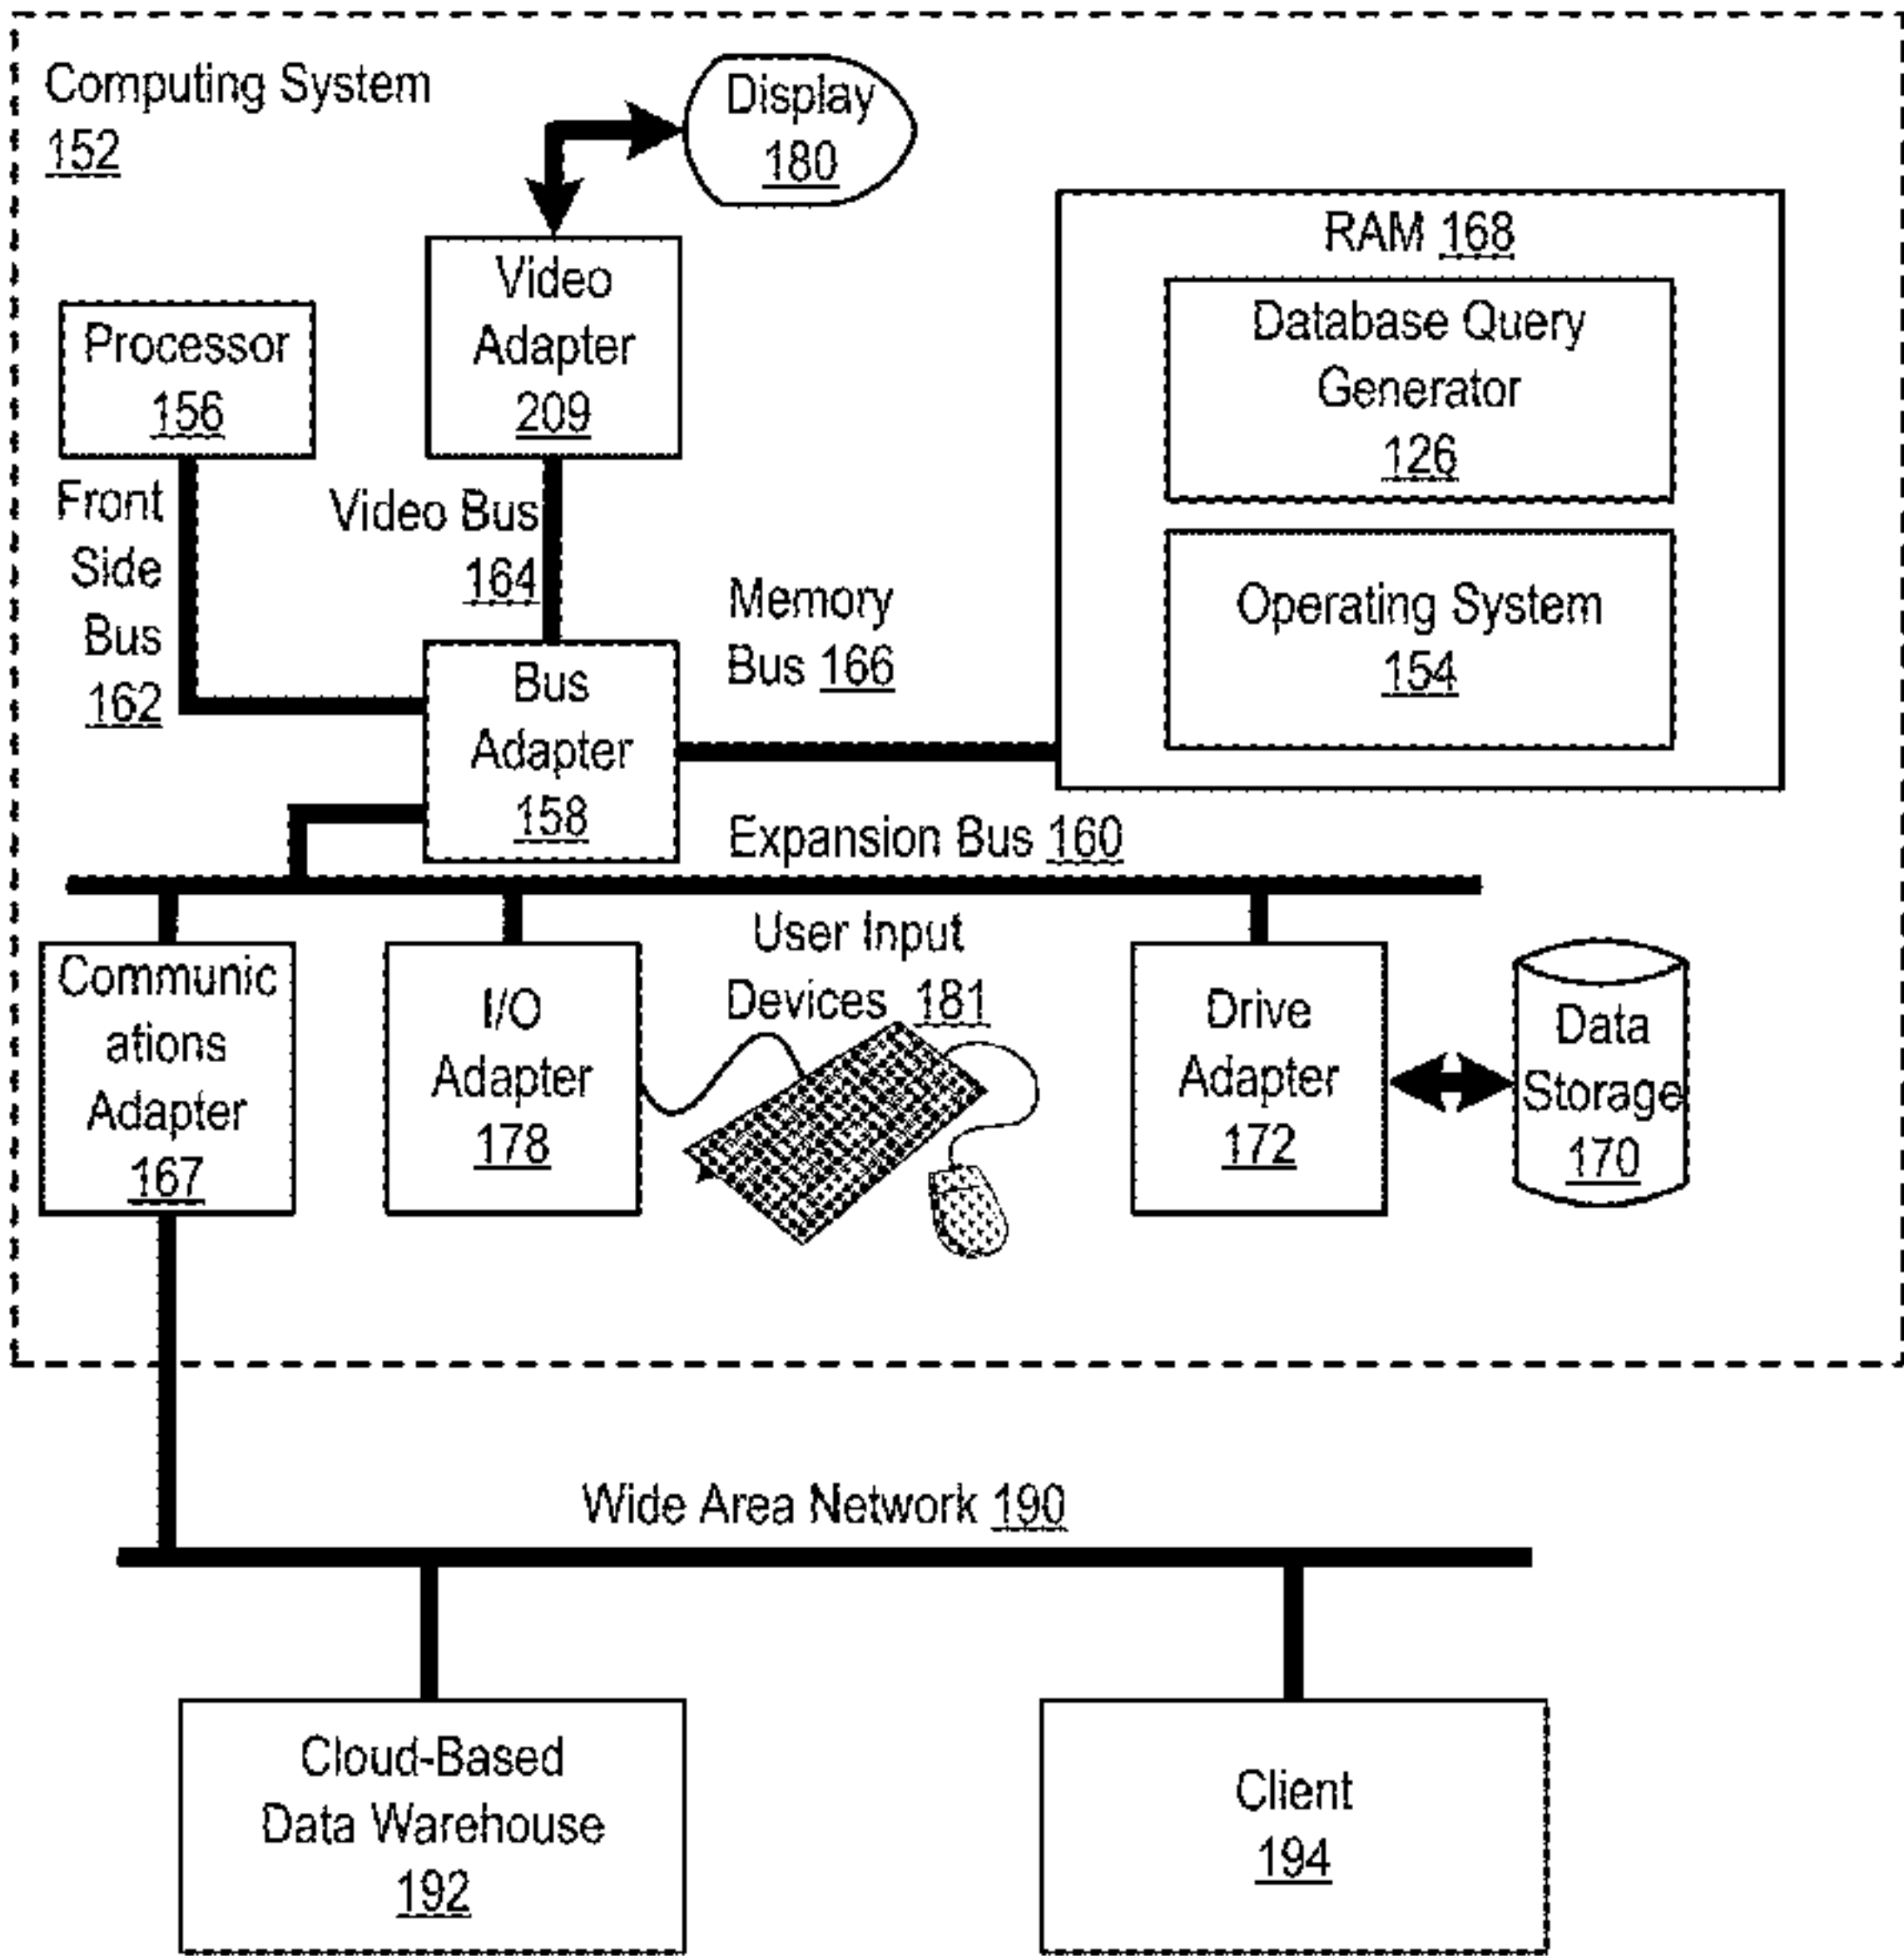 Computing System
152
Display
180
Video
Adapter
209
Processor
156
RAM 168
Database Query
Generator
126
Operating System
154
Front
Side
Bus
162
Video Bus
164
Memory
Bus 166
Bus
Adapter
158
Expansion Bus 160
Communic
ations
Adapter
167
I/O
Adapter
178
User Input
Devices 181
Drive
Adapter
172
Data
Storage
170
Wide Area Network 190
Cloud-Based
Data Warehouse
192
Client
194